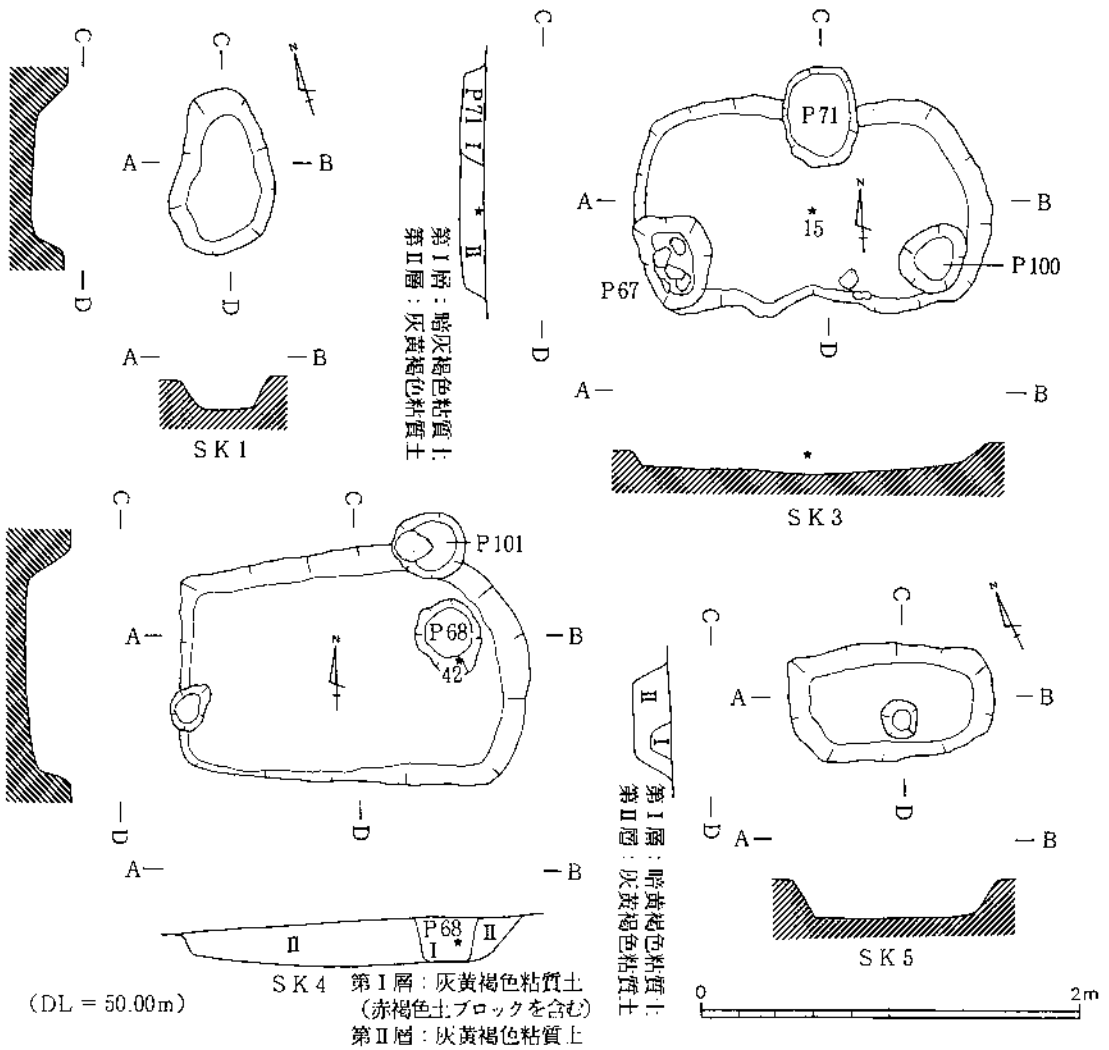 C
A
B
D
C
D
N
A
B
SK1
C
D
P71
I
II
★
第I層：暗灰褐色粘質土
第II層：灰黄褐色粘質土
C
P71
A
B
★
15
N
P67
P100
D
A
B
★
SK3
C
D
C
P101
A
B
P68
★
42
N
D
A
B
II
P68
I
★
II
SK4
第I層：灰黄褐色粘質土
(赤褐色土ブロックを含む)
第II層：灰黄褐色粘質上
(DL = 50.00m)
C
D
II
I
第I層：暗黄褐色粘質土
第II層：灰黄褐色粘質土
C
N
A
B
D
A
B
SK5
0
2m